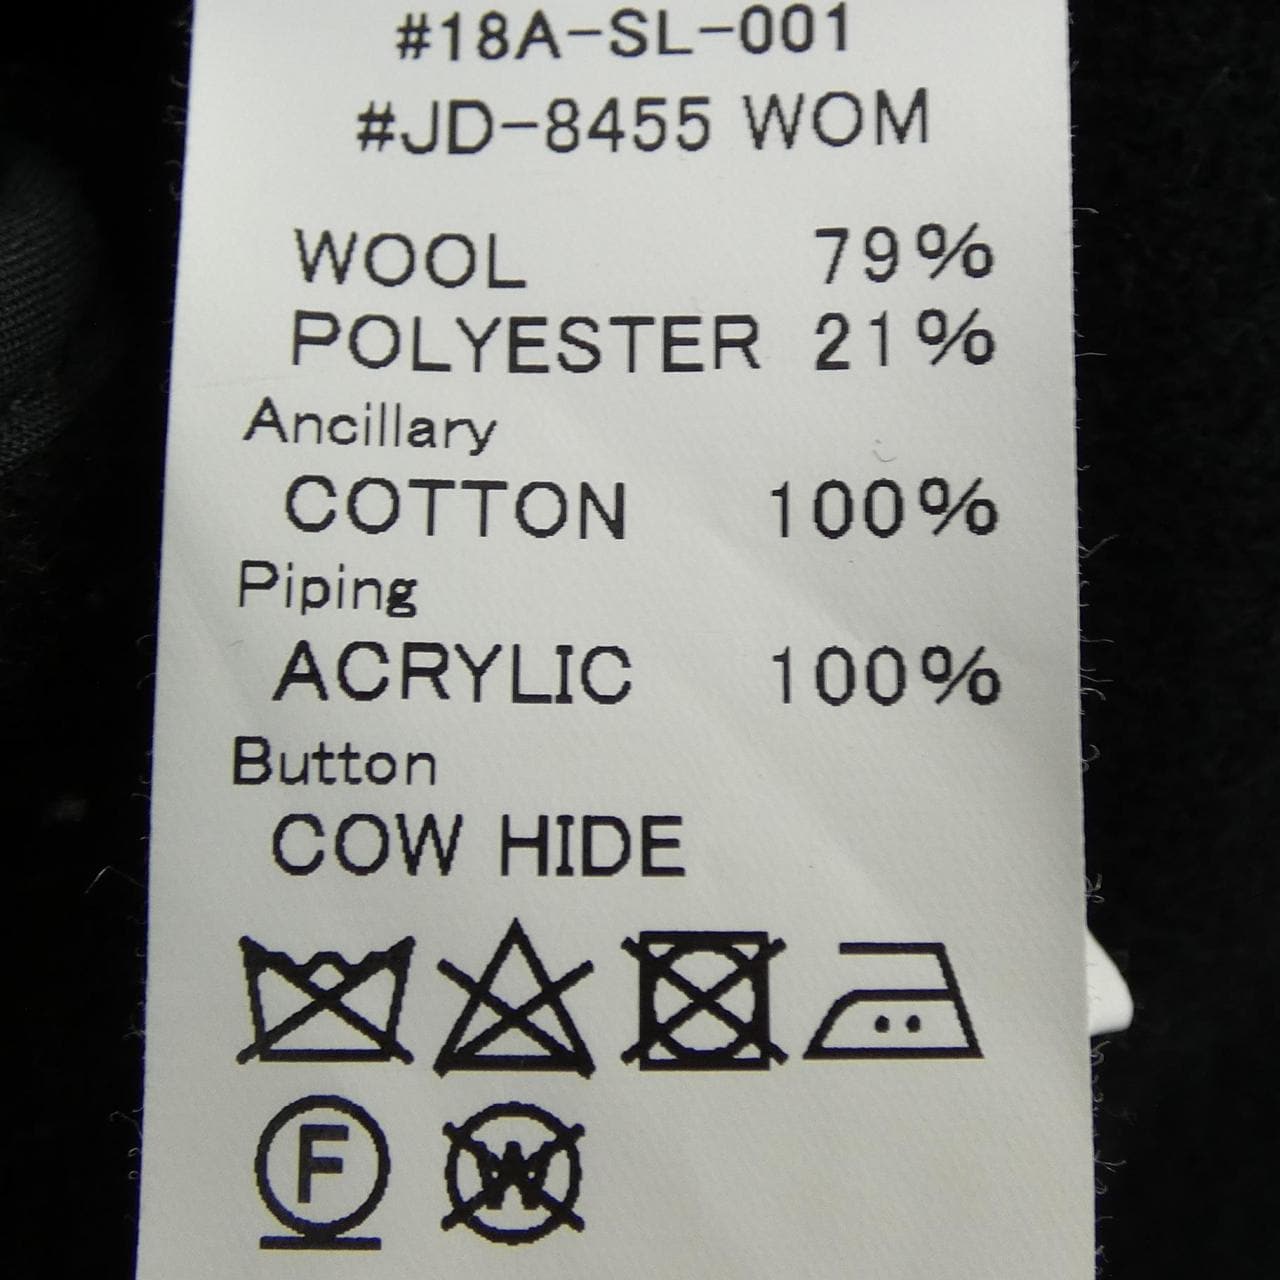 #18A-SL-001
#JD-8455 WOM
WOOL 79%
POLYESTER 21%
Ancillary
COTTON 100%
Piping
ACRYLIC 100%
Button
COW HIDE
F W